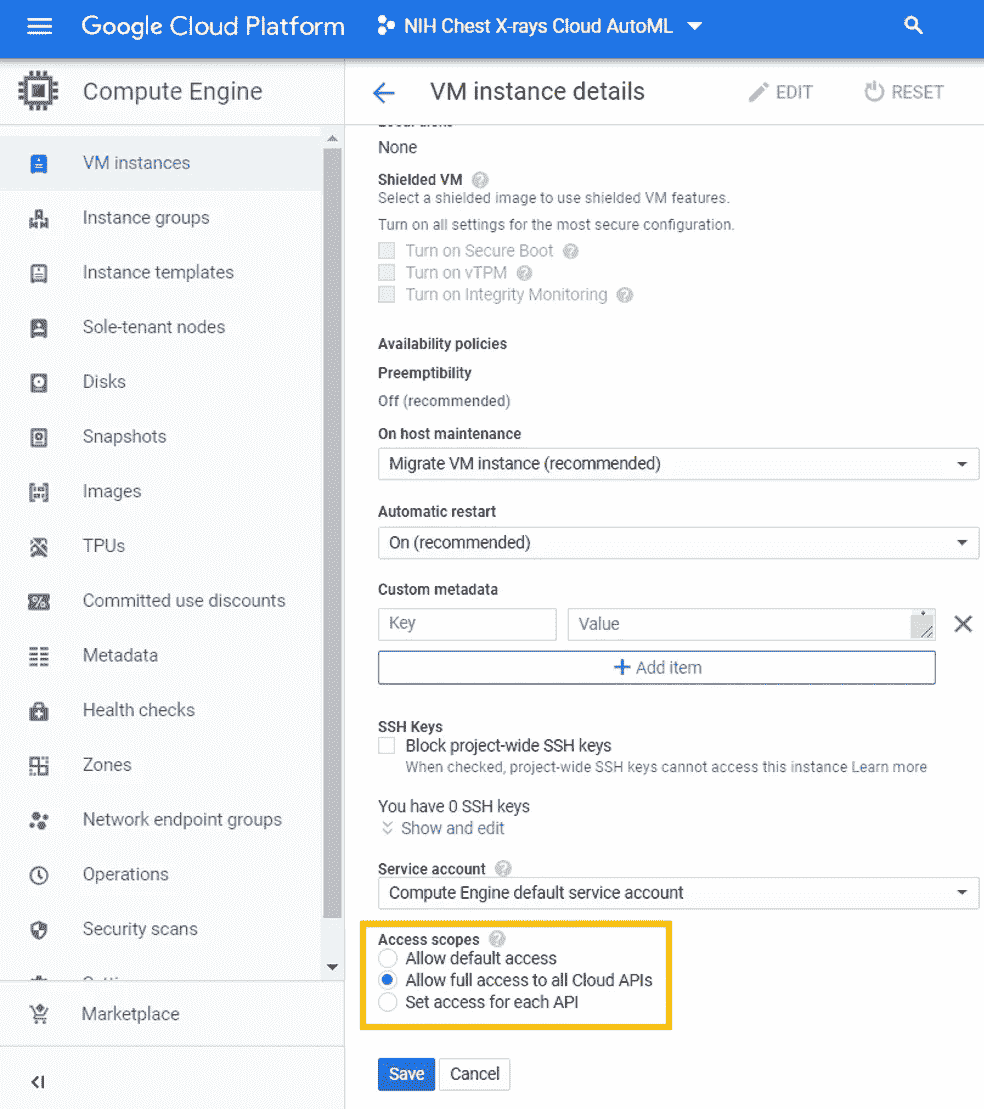 Google Cloud Platform
NIH Chest X-rays Cloud AutoML
Compute Engine
VM instance details
EDIT
RESET
VM instances
Instance groups
Instance templates
Sole-tenant nodes
Disks
Snapshots
Images
TPUs
Committed use discounts
Metadata
Health checks
Zones
Network endpoint groups
Operations
Security scans
Marketplace
None
Shielded VM
Select a shielded image to use shielded VM features.
Turn on all settings for the most secure configuration.
Turn on Secure Boot
Turn on vTPM
Turn on Integrity Monitoring
Availability policies
Preemptibility
Off (recommended)
On host maintenance
Migrate VM instance (recommended)
Automatic restart
On (recommended)
Custom metadata
Key
Value
Add item
SSH Keys
Block project-wide SSH keys
When checked, project-wide SSH keys cannot access this instance Learn more
You have 0 SSH keys
Show and edit
Service account
Compute Engine default service account
Access scopes
Allow default access
Allow full access to all Cloud APIs
Set access for each API
Save
Cancel